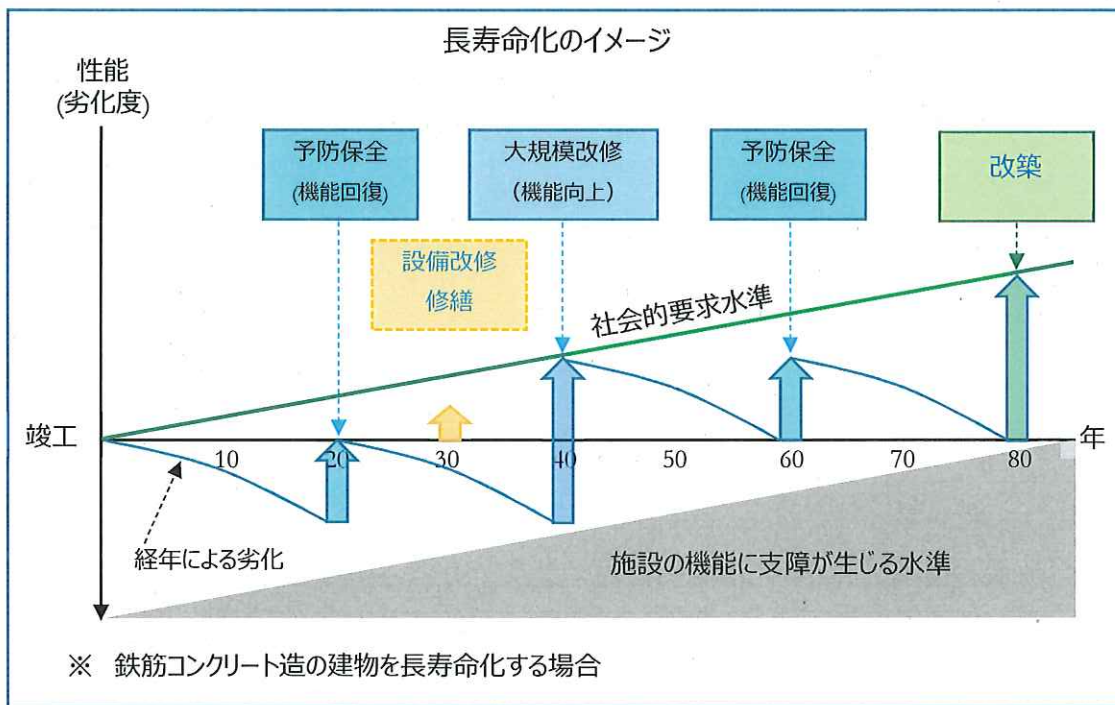 長寿命化のイメージ
性能
(劣化度)
予防保全
(機能回復)
大規模改修
（機能向上）
予防保全
(機能回復)
改築
設備改修
修繕
社会的要求水準
竣工
10
20
30
40
50
60
70
80
年
経年による劣化
施設の機能に支障が生じる水準
※ 鉄筋コンクリート造の建物を長寿命化する場合